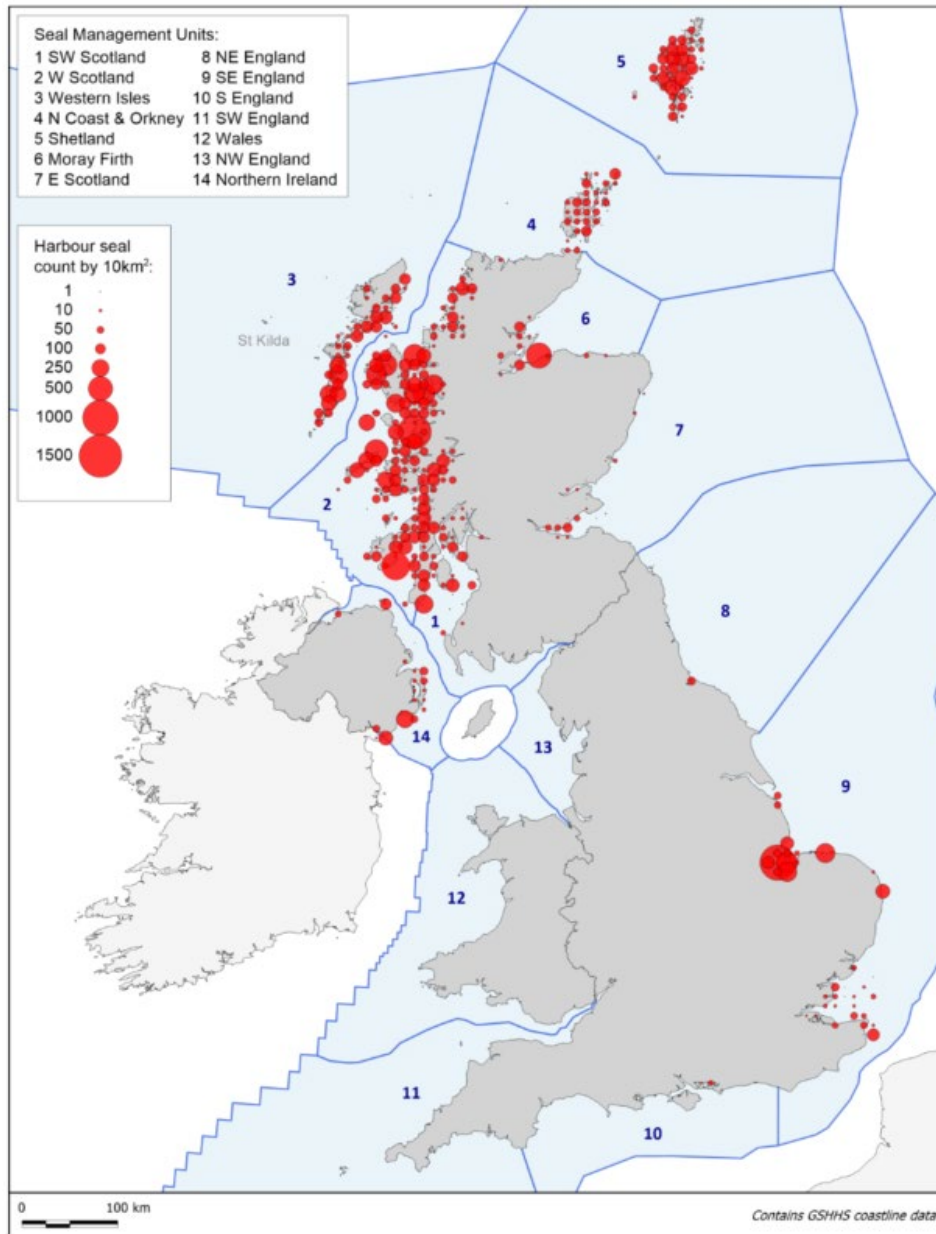 Seal Management Units:
1 SW Scotland
2 W Scotland
3 Western Isles
4 N Coast & Orkney
5 Shetland
6 Moray Firth
7 E Scotland
8 NE England
9 SE England
10 S England
11 SW England
12 Wales
13 NW England
14 Northern Ireland
Harbour seal
count by 10km²:
1
10
50
100
250
500
1000
1500
5
4
3
St Kilda
6
7
2
1
8
14
13
9
12
11
10
0 100 km
Contains GSHHS coastline data